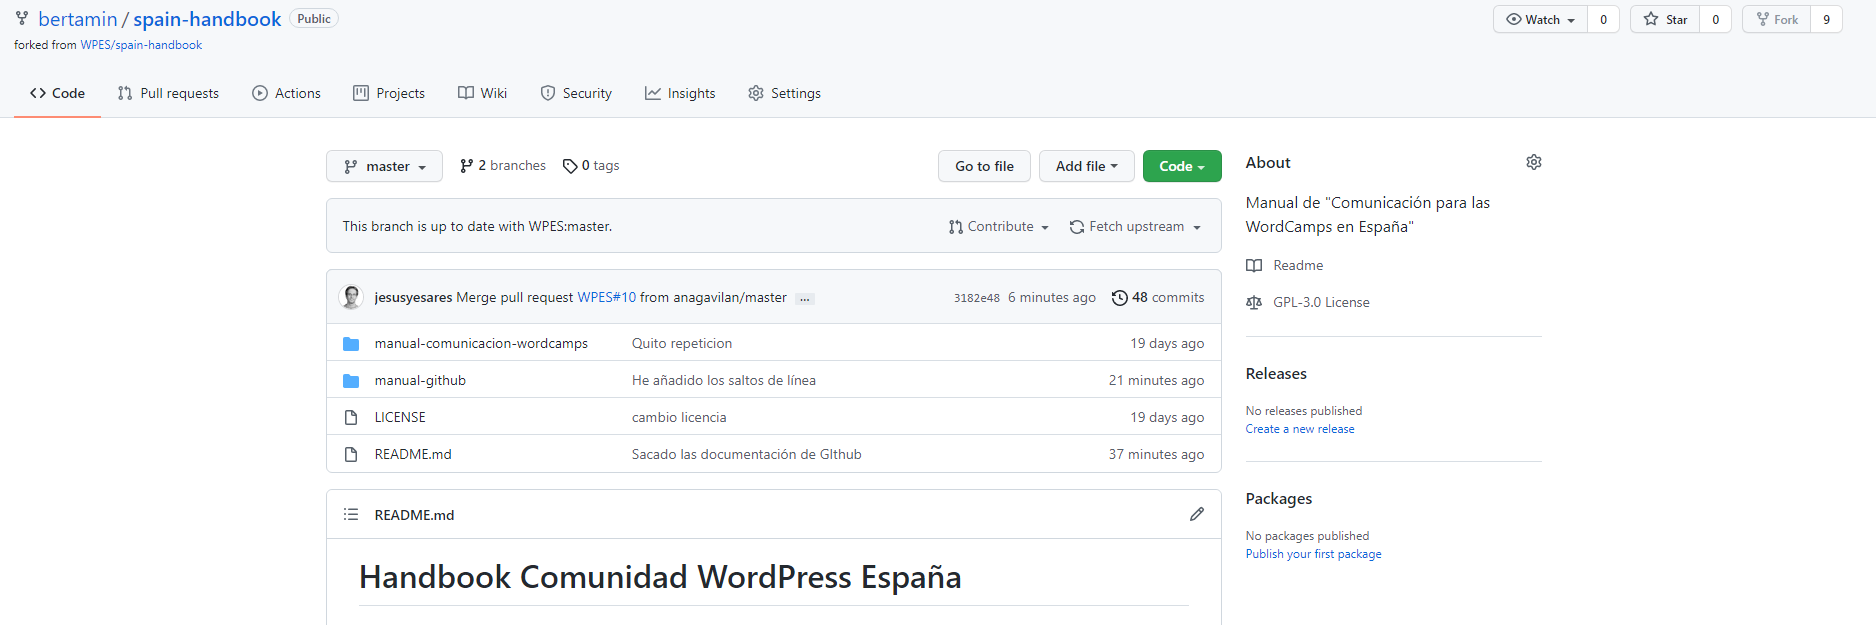 bertamin / spain-handbook Public
Watch 0 Star 0 Fork 9
forked from WPES/spain-handbook
Code Pull requests Actions Projects Wiki Security Insights Settings
master 2 branches 0 tags Go to file Add file Code
This branch is up to date with WPES:master. Contribute Fetch upstream
jesusyesares Merge pull request WPES#10 from anagavilan/master ... 3182e48 6 minutes ago 48 commits
manual-comunicacion-wordcamps Quito repeticion 19 days ago
manual-github He añadido los saltos de línea 21 minutes ago
LICENSE cambio licencia 19 days ago
README.md Sacado las documentación de GIthub 37 minutes ago
README.md
Handbook Comunidad WordPress España
About
Manual de "Comunicación para las
WordCamps en España"
Readme
GPL-3.0 License
Releases
No releases published
Create a new release
Packages
No packages published
Publish your first package